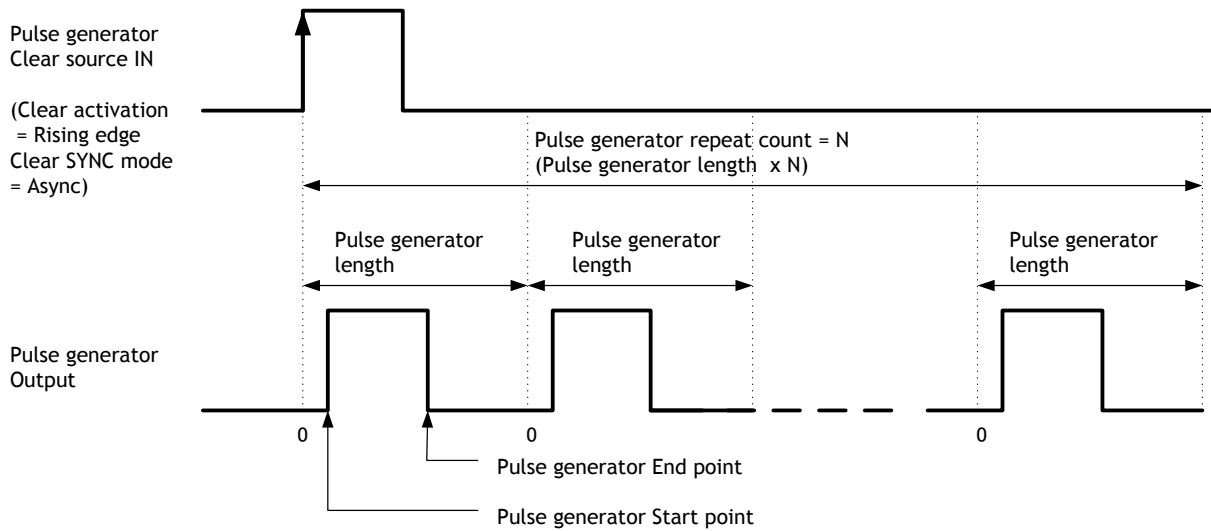 Pulse generator
Clear source IN
(Clear activation
= Rising edge
Clear SYNC mode
= Async)
Pulse generator repeat count = N
(Pulse generator length x N)
Pulse generator
length
Pulse generator
length
Pulse generator
length
Pulse generator
Output
0
0
0
Pulse generator End point
Pulse generator Start point